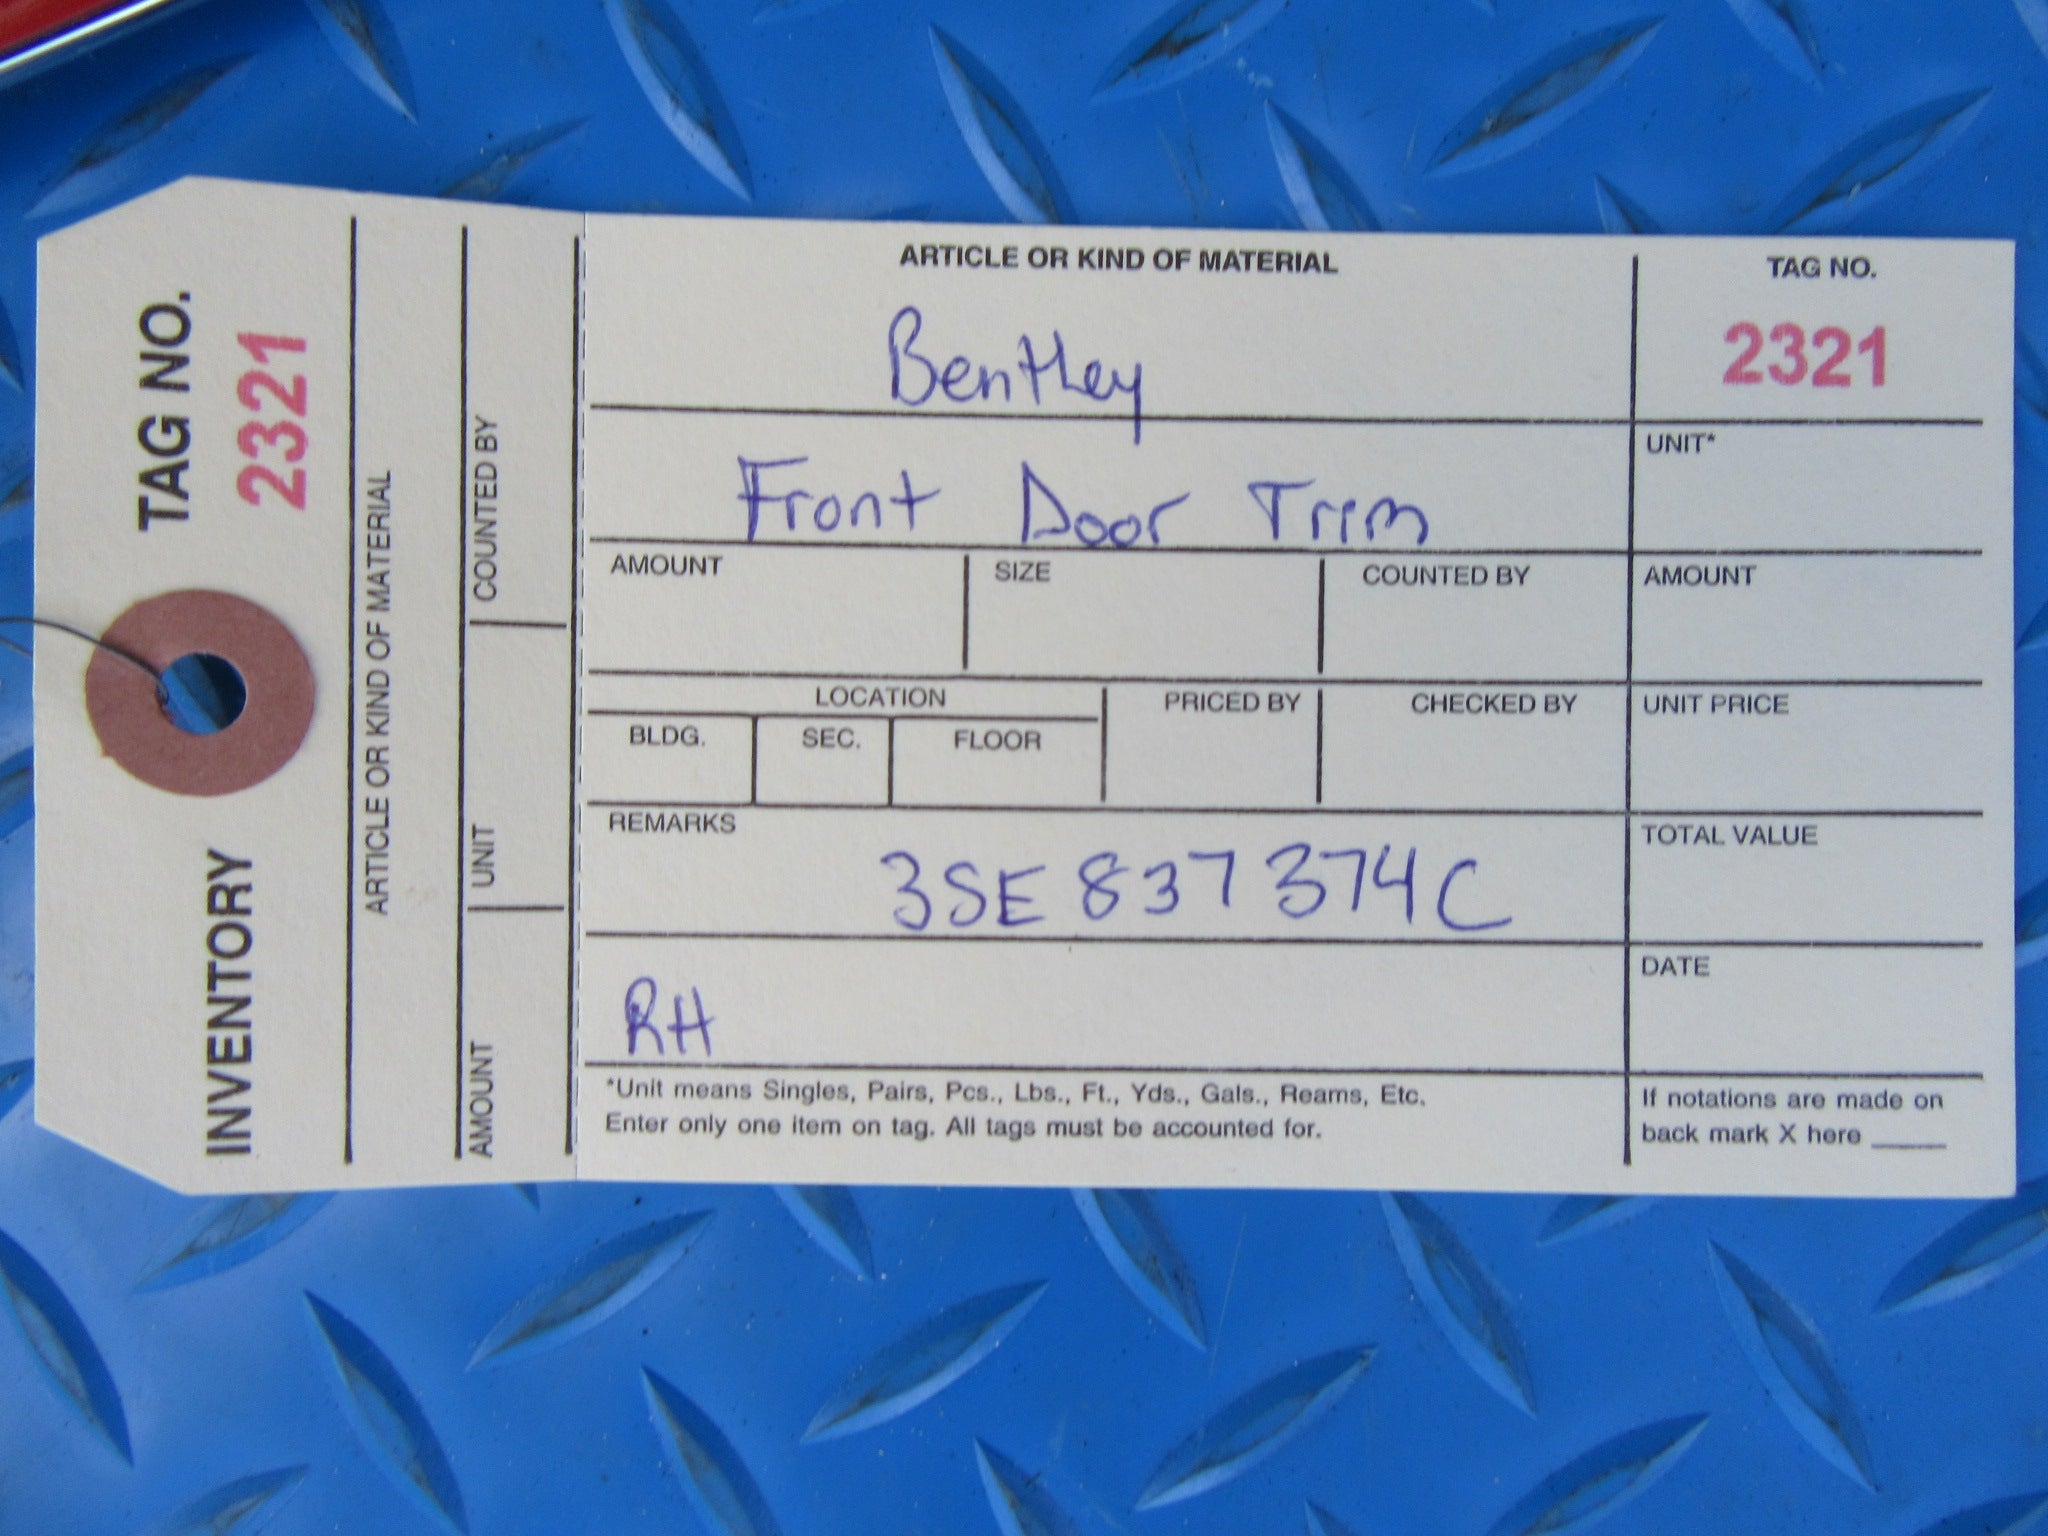 INVENTORY TAG NO.
2321
ARTICLE OR KIND OF MATERIAL
AMOUNT UNIT COUNTED BY
ARTICLE OR KIND OF MATERIAL TAG NO.
Bentley 2321
UNIT*
Front Door Trim
AMOUNT SIZE COUNTED BY AMOUNT
LOCATION PRICED BY CHECKED BY UNIT PRICE
BLDG. SEC. FLOOR
REMARKS TOTAL VALUE
3SE 837 374C
DATE
RH
*Unit means Singles, Pairs, Pcs., Lbs., Ft., Yds., Gals., Reams, Etc.
Enter only one item on tag. All tags must be accounted for.
If notations are made on
back mark X here